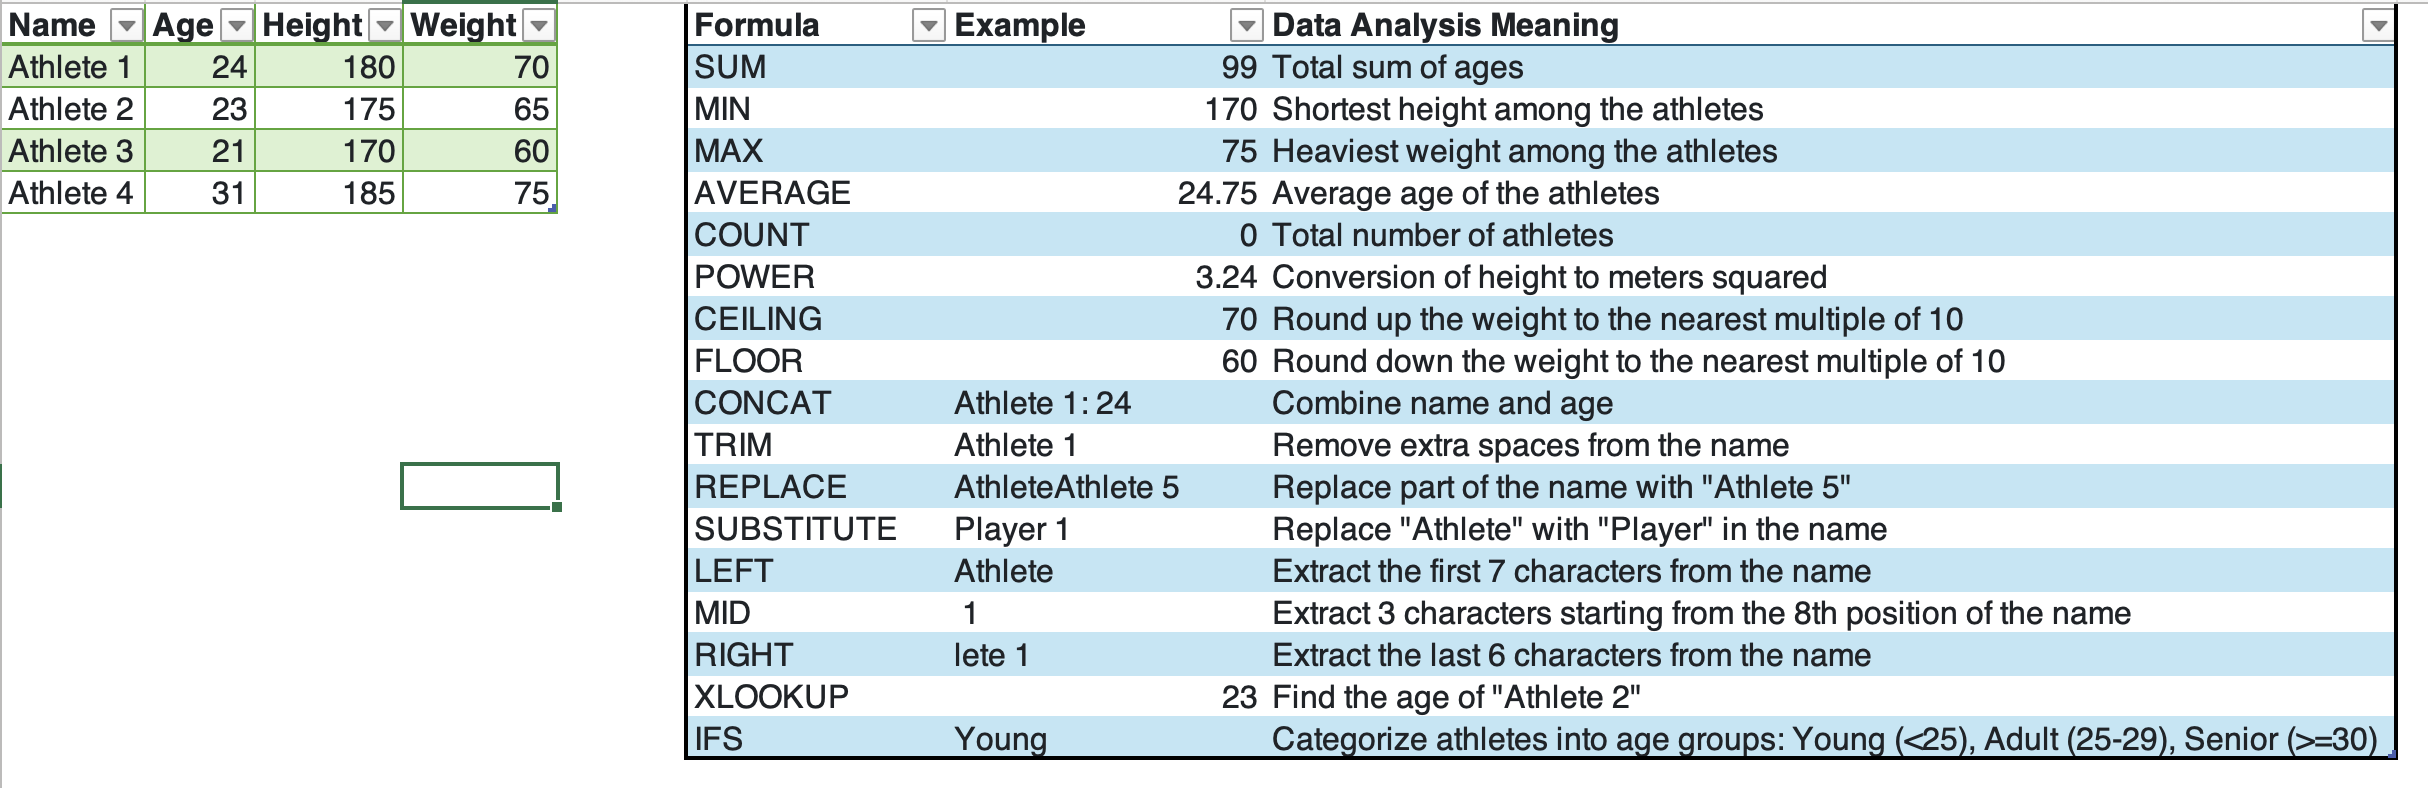 Name Age Height Weight
Athlete 1 24 180 70
Athlete 2 23 175 65
Athlete 3 21 170 60
Athlete 4 31 185 75
Formula Example Data Analysis Meaning
SUM 99 Total sum of ages
MIN 170 Shortest height among the athletes
MAX 75 Heaviest weight among the athletes
AVERAGE 24.75 Average age of the athletes
COUNT 0 Total number of athletes
POWER 3.24 Conversion of height to meters squared
CEILING 70 Round up the weight to the nearest multiple of 10
FLOOR 60 Round down the weight to the nearest multiple of 10
CONCAT Athlete 1: 24 Combine name and age
TRIM Athlete 1 Remove extra spaces from the name
REPLACE AthleteAthlete 5 Replace part of the name with "Athlete 5"
SUBSTITUTE Player 1 Replace "Athlete" with "Player" in the name
LEFT Athlete Extract the first 7 characters from the name
MID 1 Extract 3 characters starting from the 8th position of the name
RIGHT lete 1 Extract the last 6 characters from the name
XLOOKUP 23 Find the age of "Athlete 2"
IFS Young Categorize athletes into age groups: Young (<25), Adult (25-29), Senior (>=30)